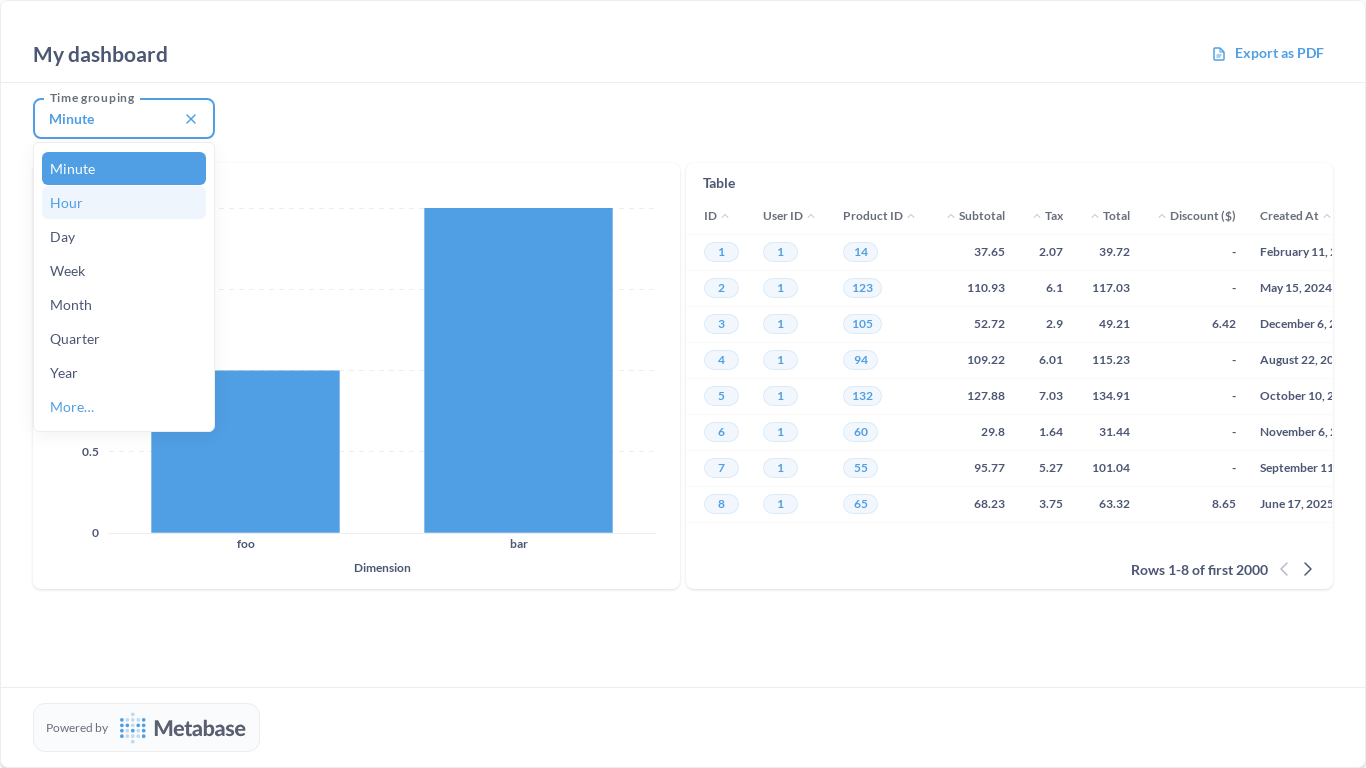 My dashboard
Export as PDF
Time grouping
Minute
Minute
Hour
Day
Week
Month
Quarter
Year
More...
0.5
0
foo bar
Dimension
Table
ID User ID Product ID Subtotal Tax Total Discount ($) Created At
1 1 14 37.65 2.07 39.72 - February 11,
2 1 123 110.93 6.1 117.03 - May 15, 2024
3 1 105 52.72 2.9 49.21 6.42 December 6,
4 1 94 109.22 6.01 115.23 - August 22,
5 1 132 127.88 7.03 134.91 - October 10,
6 1 60 29.8 1.64 31.44 - November 6,
7 1 55 95.77 5.27 101.04 - September 11
8 1 65 68.23 3.75 63.32 8.65 June 17, 2025
Rows 1-8 of first 2000
Powered by Metabase